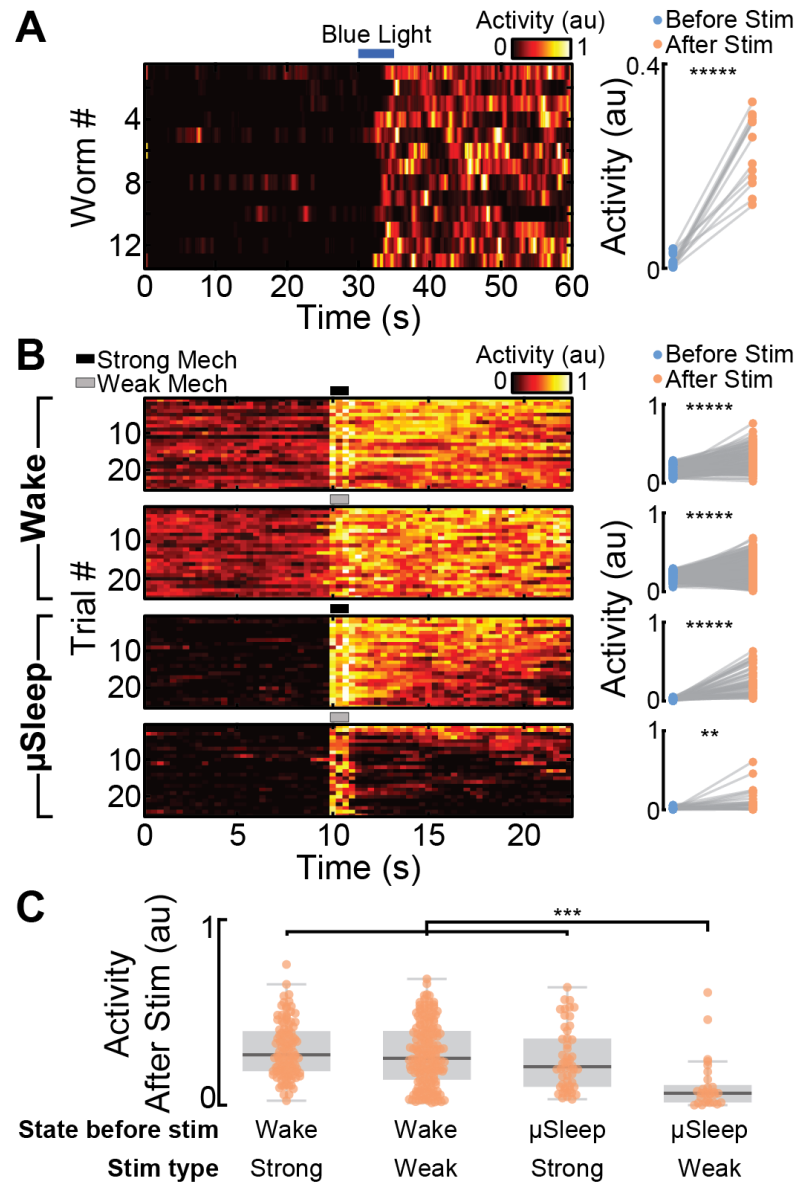 A
Blue Light
Activity (au)
0 1
Before Stim
After Stim
Worm #
4
8
12
0 10 20 30 40 50 60
Time (s)
Activity (au)
0.4
*****
0
B
Strong Mech
Weak Mech
Activity (au)
0 1
Before Stim
After Stim
Wake
µSleep
Trial #
10
20
10
20
10
20
10
20
0 5 10 15 20
Time (s)
Activity (au)
1
*****
0
1
*****
0
1
*****
0
1
**
0
C
Activity
After Stim (au)
1
0
***
State before stim Wake Wake µSleep µSleep
Stim type Strong Weak Strong Weak